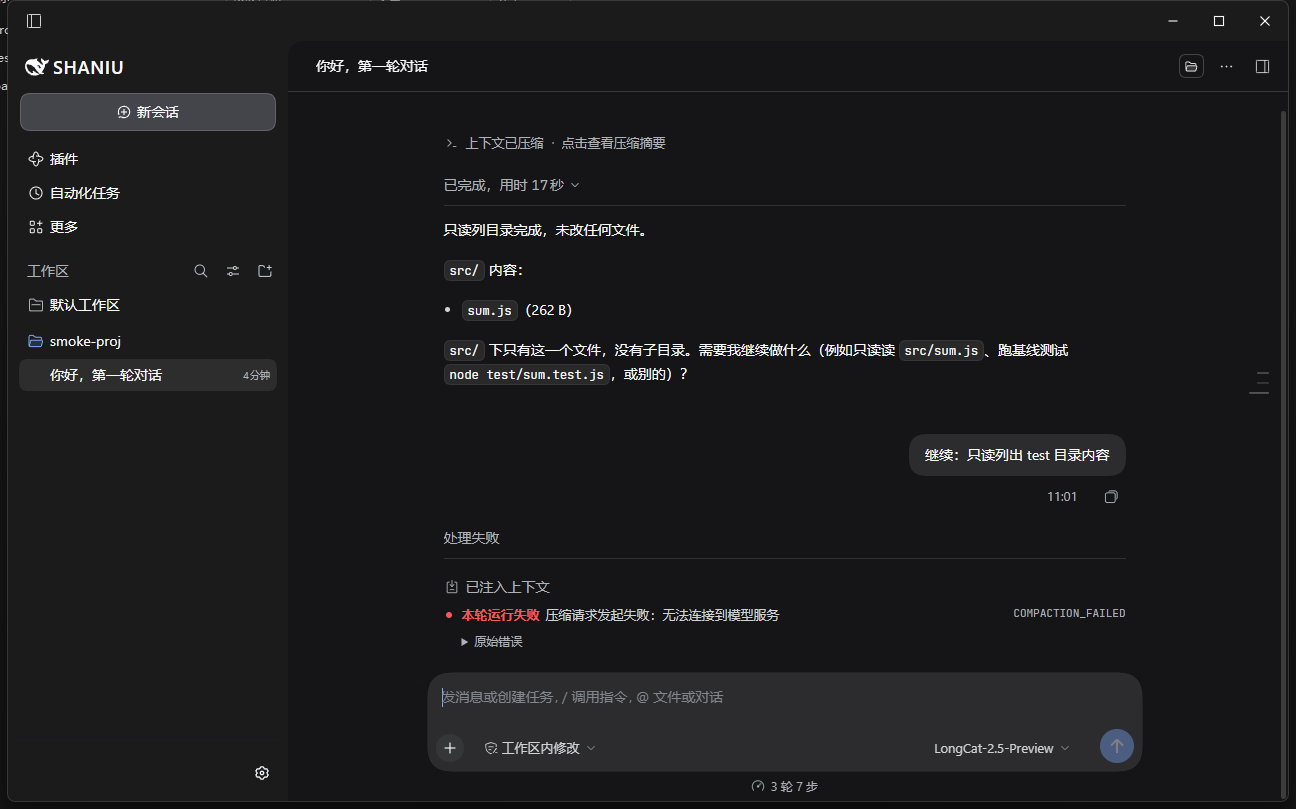 SHANIU
新会话
插件
自动化任务
更多
工作区
默认工作区
smoke-proj
你好，第一轮对话 4分钟
你好，第一轮对话
上下文已压缩 · 点击查看压缩摘要
已完成，用时 17秒
只读列目录完成，未改任何文件。
src/ 内容：
sum.js （262 B）
src/ 下只有这一个文件，没有子目录。需要我继续做什么（例如只读读 src/sum.js、跑基线测试
node test/sum.test.js，或别的）？
继续：只读列出 test 目录内容
11:01
处理失败
已注入上下文
本轮运行失败 压缩请求发起失败：无法连接到模型服务 COMPACTION_FAILED
原始错误
发消息或创建任务, / 调用指令, @ 文件或对话
工作区内修改 LongCat-2.5-Preview
3 轮 7 步